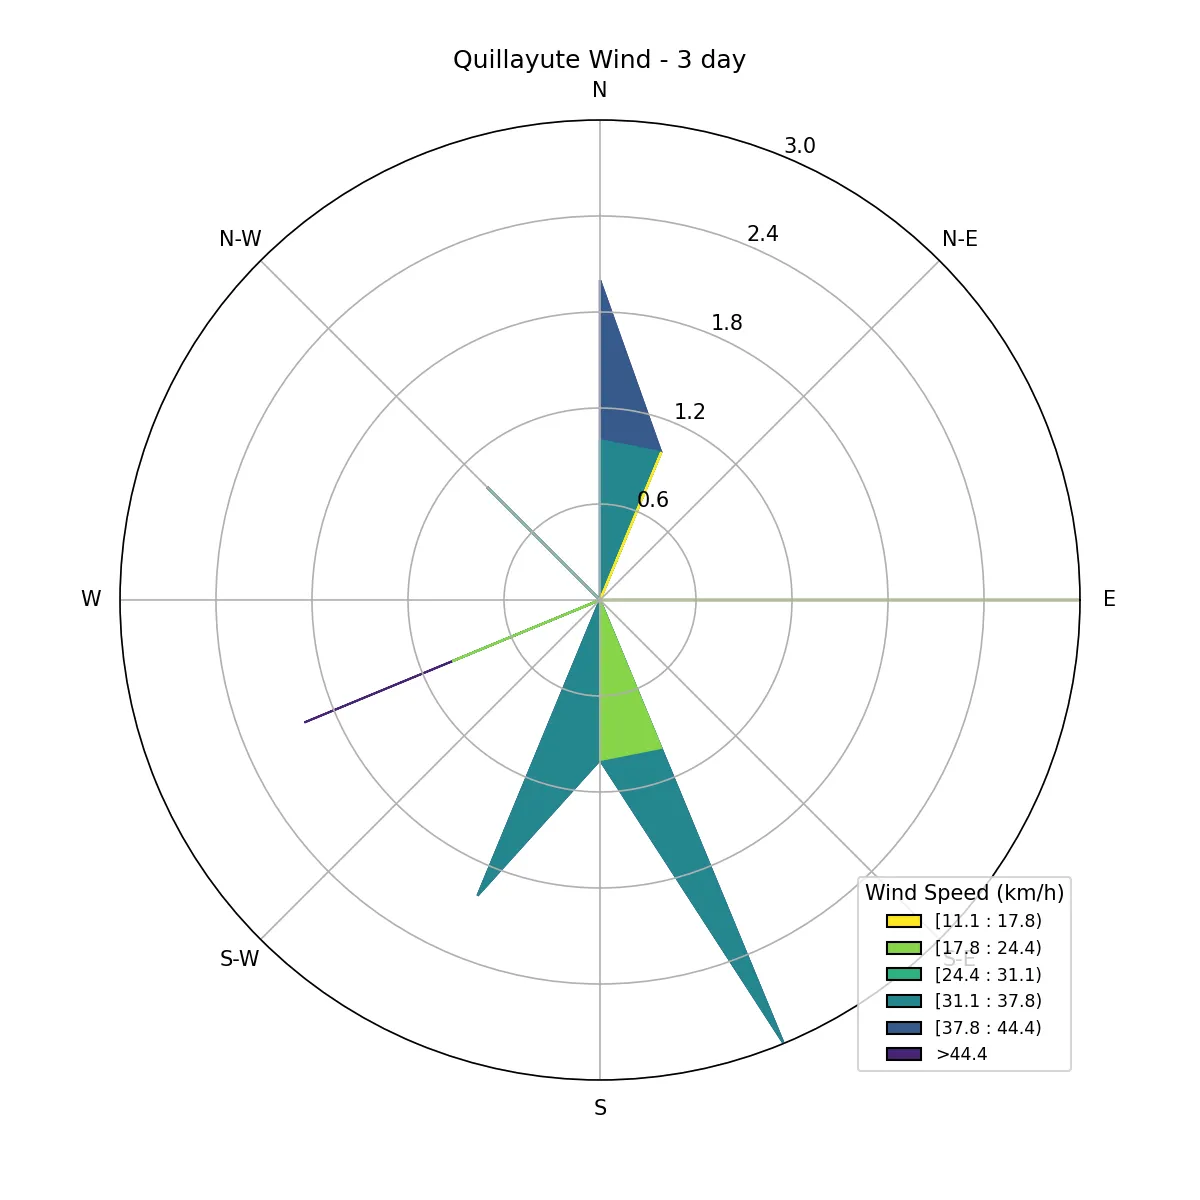 Quillayute Wind - 3 day
N
3.0
N-W
2.4
N-E
1.8
1.2
0.6
W
E
Wind Speed (km/h)
[11.1 : 17.8)
[17.8 : 24.4)
S-W
S-E
[24.4 : 31.1)
[31.1 : 37.8)
[37.8 : 44.4)
>44.4
S